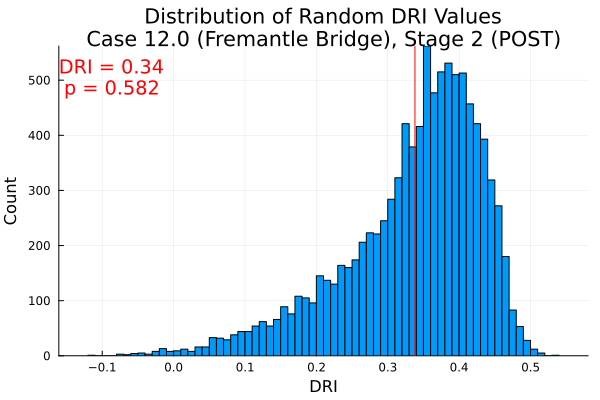 Distribution of Random DRI Values
Case 12.0 (Fremantle Bridge), Stage 2 (POST)
DRI = 0.34
p = 0.582
500
400
300
200
100
0
Count
−0.1 0.0 0.1 0.2 0.3 0.4 0.5
DRI